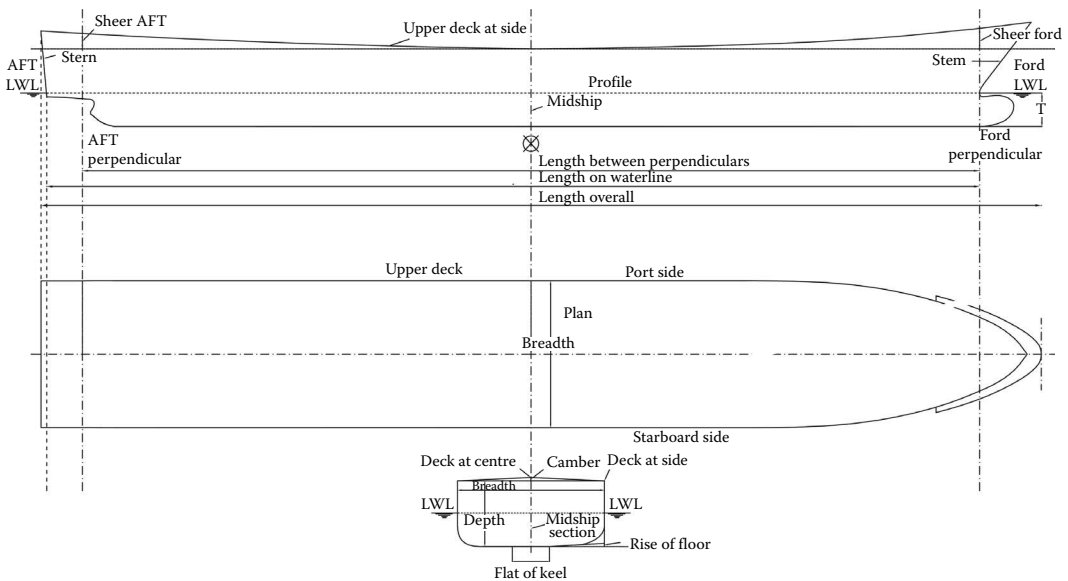 Sheer AFT
Upper deck at side
Sheer ford
AFT
Stern
Stem
Ford
LWL
Profile
LWL
Midship
T
AFT
perpendicular
Ford
perpendicular
Length between perpendiculars
Length on waterline
Length overall
Upper deck
Port side
Plan
Breadth
Starboard side
Deck at centre
Camber
Deck at side
Breadth
LWL
LWL
Depth
Midship
section
Rise of floor
Flat of keel